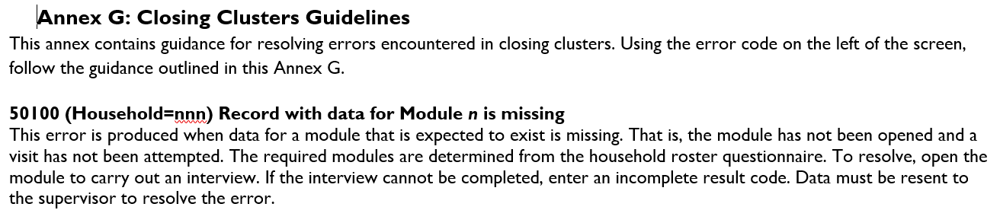 Annex G: Closing Clusters Guidelines
This annex contains guidance for resolving errors encountered in closing clusters. Using the error code on the left of the screen,
follow the guidance outlined in this Annex G.
50100 (Household=nnn) Record with data for Module n is missing
This error is produced when data for a module that is expected to exist is missing. That is, the module has not been opened and a
visit has not been attempted. The required modules are determined from the household roster questionnaire. To resolve, open the
module to carry out an interview. If the interview cannot be completed, enter an incomplete result code. Data must be resent to
the supervisor to resolve the error.